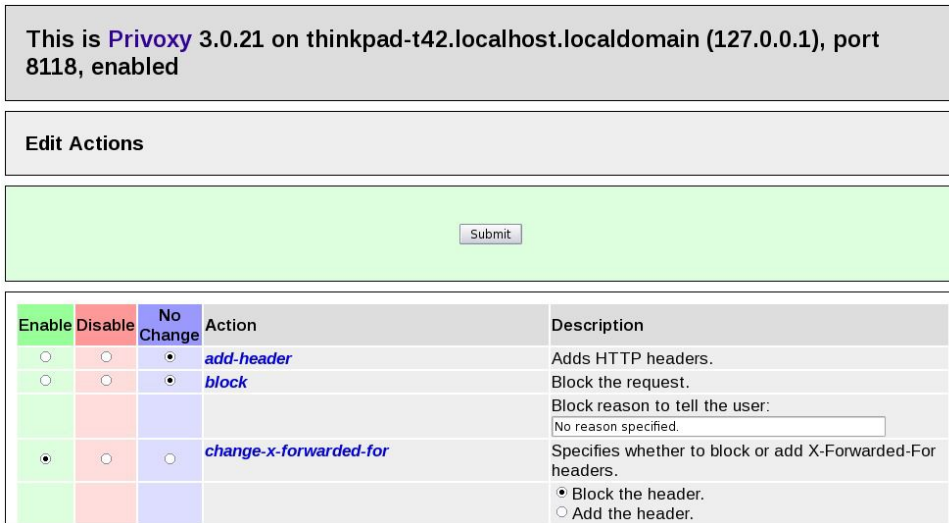 This is Privoxy 3.0.21 on thinkpad-t42.localhost.localdomain (127.0.0.1), port
8118, enabled
Edit Actions
Submit
Enable Disable No Change Action Description
add-header Adds HTTP headers.
block Block the request.
Block reason to tell the user:
No reason specified.
change-x-forwarded-for Specifies whether to block or add X-Forwarded-For
headers.
Block the header.
Add the header.